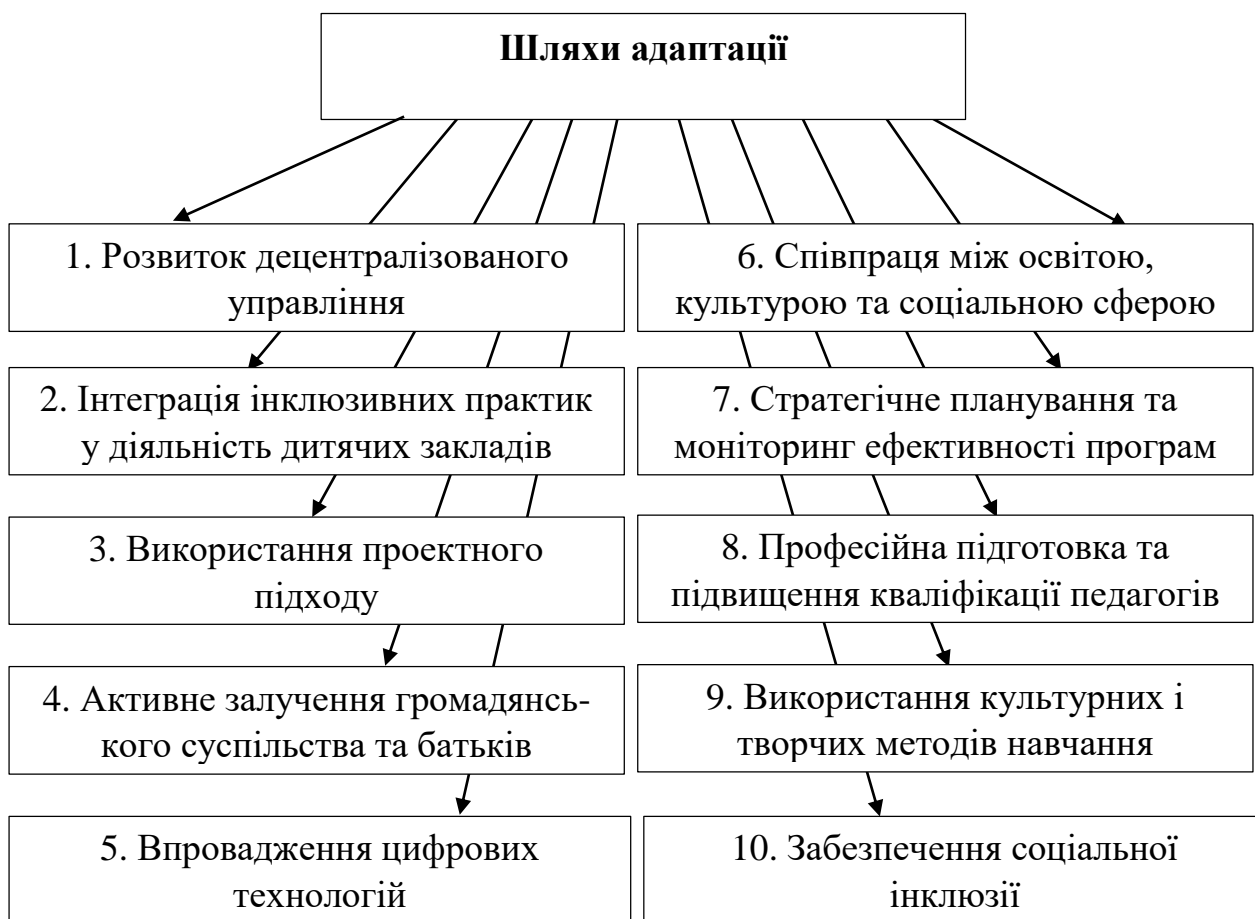 Шляхи адаптації
1. Розвиток децентралізованого
управління
2. Інтеграція інклюзивних практик
у діяльність дитячих закладів
3. Використання проектного
підходу
4. Активне залучення громадянсь-
кого суспільства та батьків
5. Впровадження цифрових
технологій
6. Співпраця між освітою,
культурою та соціальною сферою
7. Стратегічне планування та
моніторинг ефективності програм
8. Професійна підготовка та
підвищення кваліфікації педагогів
9. Використання культурних і
творчих методів навчання
10. Забезпечення соціальної
інклюзії